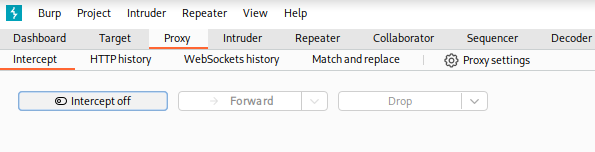 Burp Project Intruder Repeater View Help
Dashboard Target Proxy Intruder Repeater Collaborator Sequencer Decoder
Intercept HTTP history WebSockets history Match and replace Proxy settings
Intercept off Forward Drop